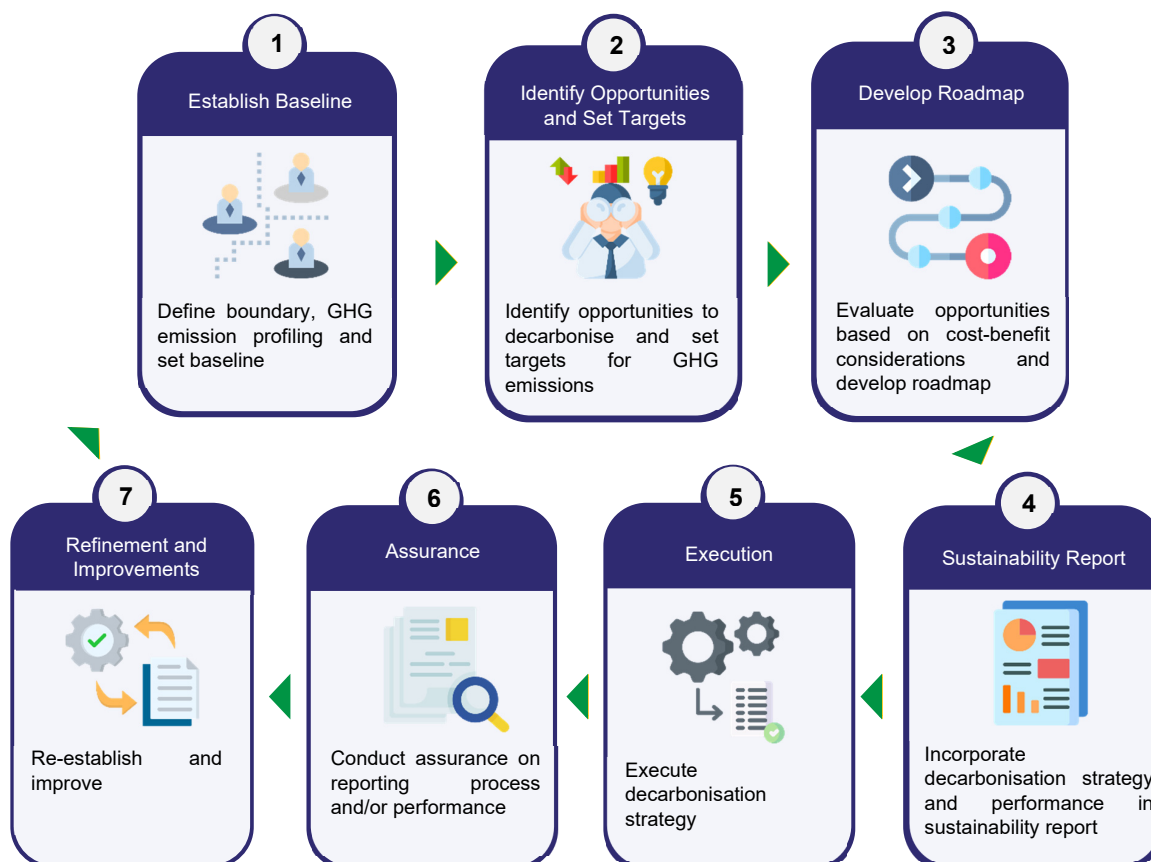 1
Establish Baseline
Define boundary, GHG
emission profiling and
set baseline
2
Identify Opportunities
and Set Targets
Identify opportunities to
decarbonise and set
targets for GHG
emissions
3
Develop Roadmap
Evaluate opportunities
based on cost-benefit
considerations and
develop roadmap
4
Sustainability Report
Incorporate
decarbonisation strategy
and performance in
sustainability report
5
Execution
Execute
decarbonisation
strategy
6
Assurance
Conduct assurance on
reporting process
and/or performance
7
Refinement and
Improvements
Re-establish and
improve